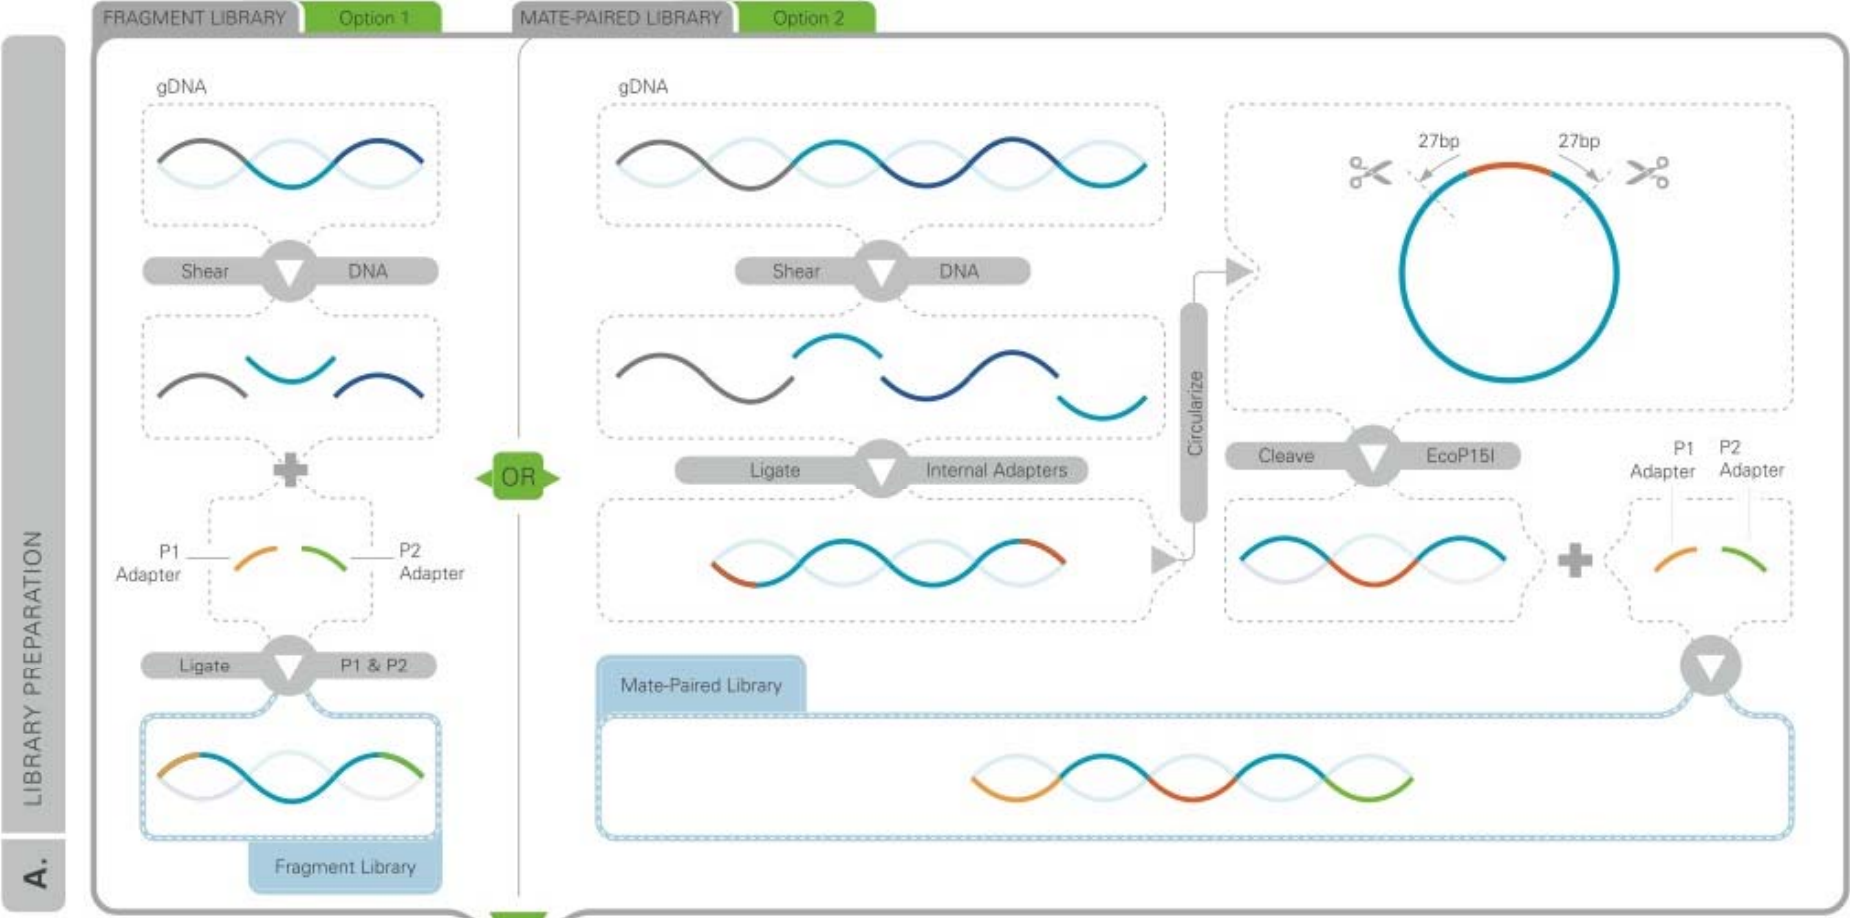 FRAGMENT LIBRARY
Option 1
MATE-PAIRED LIBRARY
Option 2
LIBRARY PREPARATION
A.
gDNA
Shear
DNA
P1
Adapter
P2
Adapter
Ligate
P1 & P2
Fragment Library
OR
gDNA
Shear
DNA
Ligate
Internal Adapters
Circularize
27bp
27bp
Cleave
EcoP15I
P1
Adapter
P2
Adapter
Mate-Paired Library